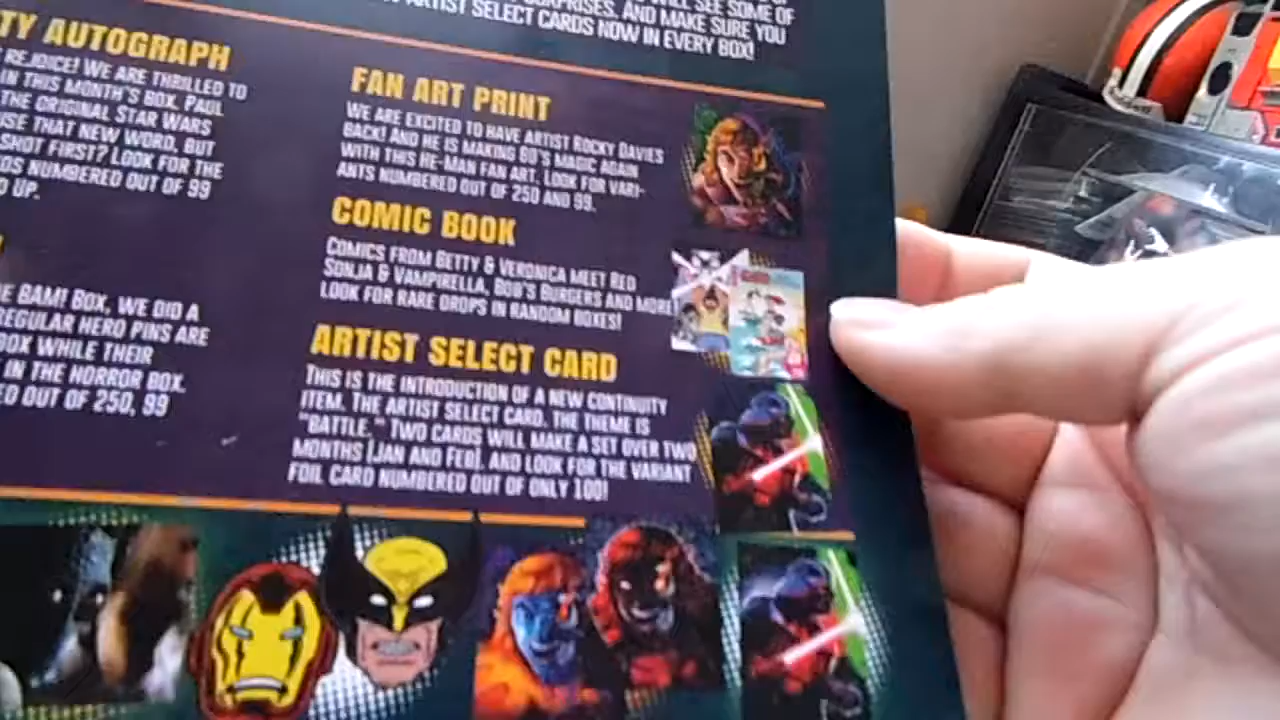 WILL SEE SOME OF
SURPRISES. AND MAKE SURE YOU
ARTIST SELECT CARDS NOW IN EVERY BOX!
TY AUTOGRAPH
REJOICE! WE ARE THRILLED TO
IN THIS MONTH'S BOX. PAUL
THE ORIGINAL STAR WARS
USE THAT NEW WORD, BUT
SHOT FIRST? LOOK FOR THE
DS NUMBERED OUT OF 99
D UP.
E BAM! BOX, WE DID A
REGULAR HERO PINS ARE
BOX WHILE THEIR
IN THE HORROR BOX.
ED OUT OF 250, 99
FAN ART PRINT
WE ARE EXCITED TO HAVE ARTIST ROCKY DAVIES
BACK! AND HE IS MAKING 80'S MAGIC AGAIN
WITH THIS HE-MAN FAN ART. LOOK FOR VARI-
ANTS NUMBERED OUT OF 250 AND 99.
COMIC BOOK
COMICS FROM BETTY & VERONICA MEET RED
SONJA & VAMPIRELLA, BOB'S BURGERS AND MORE
LOOK FOR RARE DROPS IN RANDOM BOXES!
ARTIST SELECT CARD
THIS IS THE INTRODUCTION OF A NEW CONTINUITY
ITEM. THE ARTIST SELECT CARD. THE THEME IS
"BATTLE." TWO CARDS WILL MAKE A SET OVER TWO
MONTHS (JAN AND FEB). AND LOOK FOR THE VARIANT
FOIL CARD NUMBERED OUT OF ONLY 100!